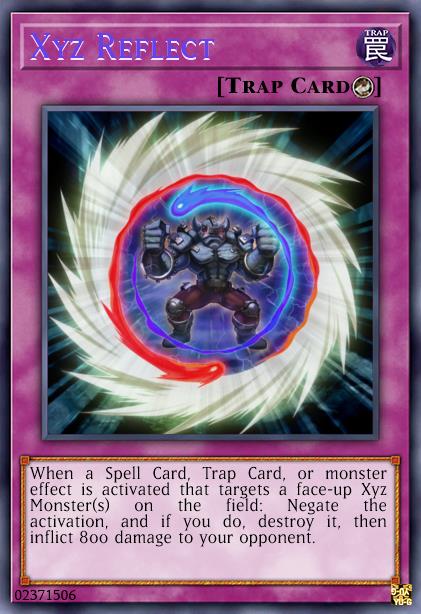 Xyz Reflect
TRAP
罠
[Trap Card]
When a Spell Card, Trap Card, or monster
effect is activated that targets a face-up Xyz
Monster(s) on the field: Negate the
activation, and if you do, destroy it, then
inflict 800 damage to your opponent.
02371506